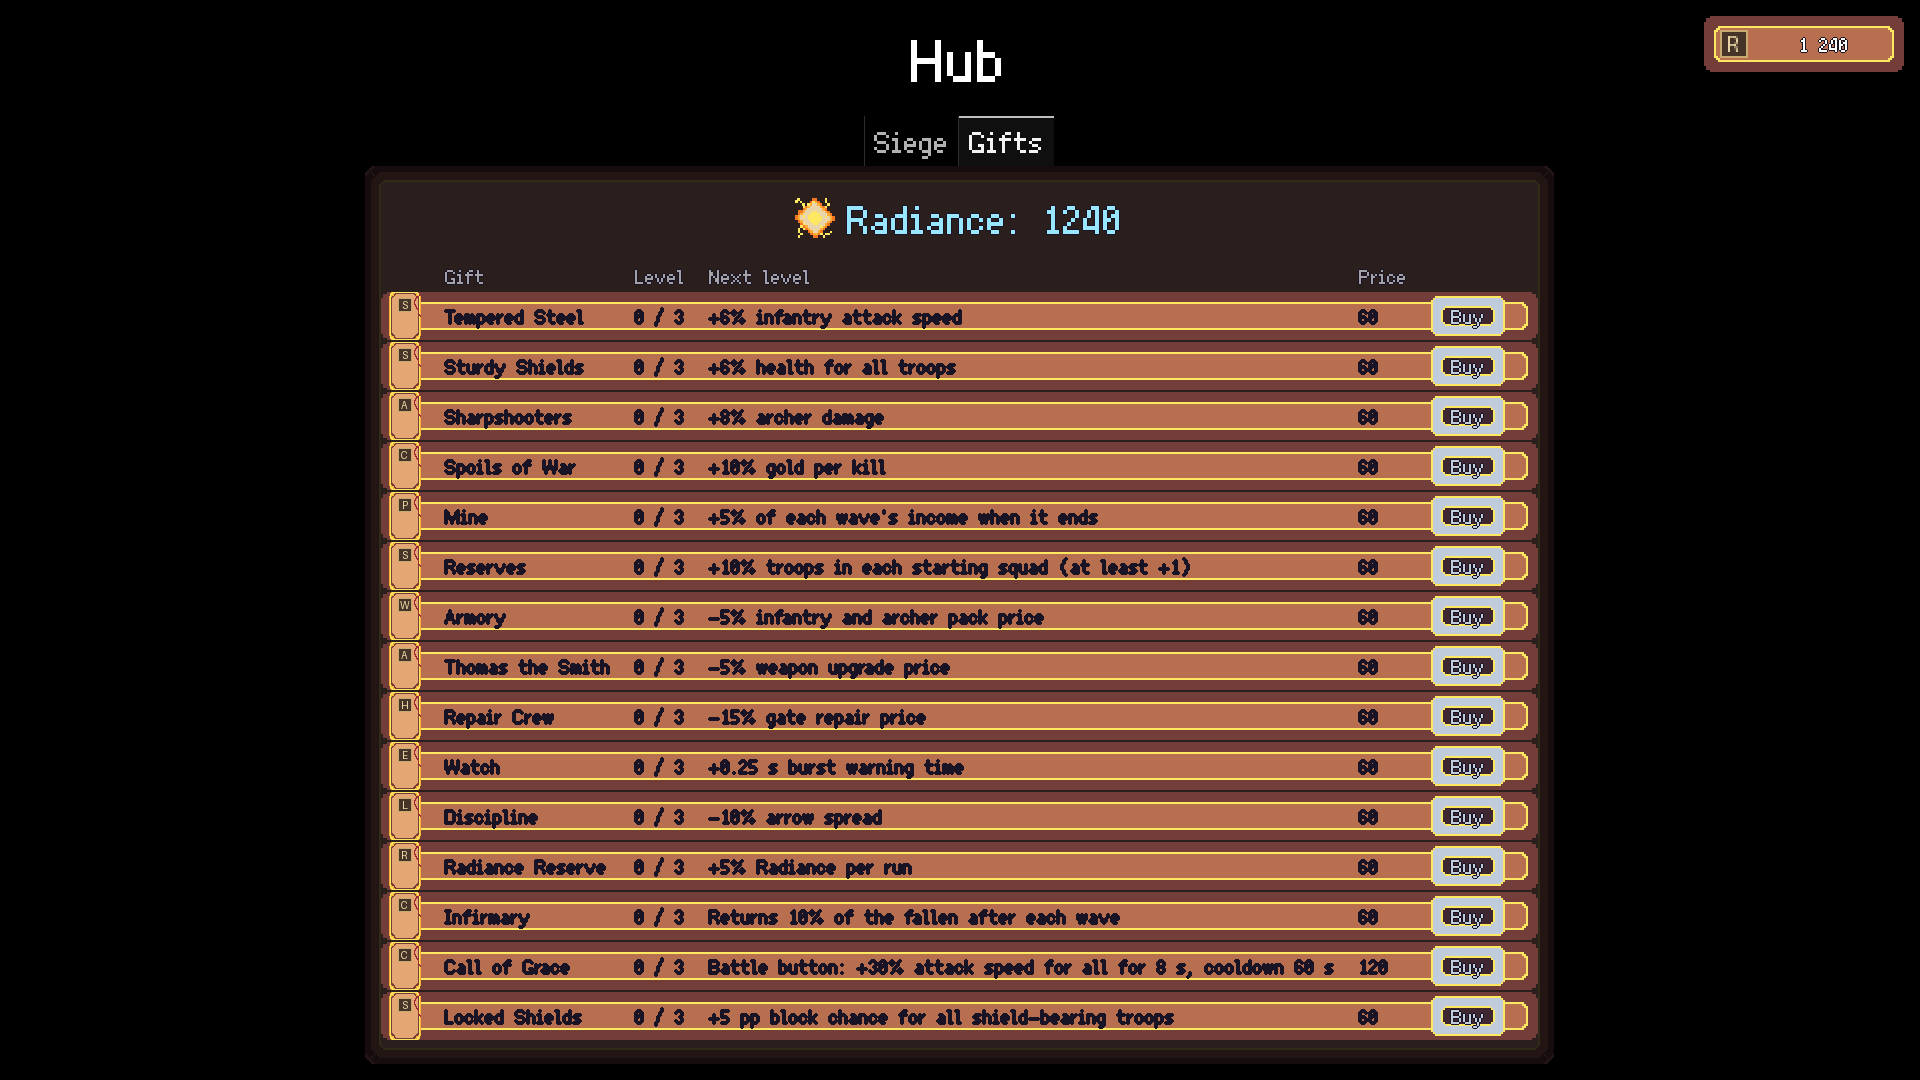 Hub
R 1 240
Siege Gifts
Radiance: 1240
Gift Level Next level Price
S Tempered Steel 0 / 3 +6% infantry attack speed 60 Buy
S Sturdy Shields 0 / 3 +6% health for all troops 60 Buy
A Sharpshooters 0 / 3 +8% archer damage 60 Buy
C Spoils of War 0 / 3 +10% gold per kill 60 Buy
P Mine 0 / 3 +5% of each wave's income when it ends 60 Buy
S Reserves 0 / 3 +10% troops in each starting squad (at least +1) 60 Buy
W Armory 0 / 3 -5% infantry and archer pack price 60 Buy
A Thomas the Smith 0 / 3 -5% weapon upgrade price 60 Buy
H Repair Crew 0 / 3 -15% gate repair price 60 Buy
E Watch 0 / 3 +0.25 s burst warning time 60 Buy
L Discipline 0 / 3 -10% arrow spread 60 Buy
R Radiance Reserve 0 / 3 +5% Radiance per run 60 Buy
C Infirmary 0 / 3 Returns 10% of the fallen after each wave 60 Buy
C Call of Grace 0 / 3 Battle button: +30% attack speed for all for 8 s, cooldown 60 s 120 Buy
S Locked Shields 0 / 3 +5 pp block chance for all shield-bearing troops 60 Buy